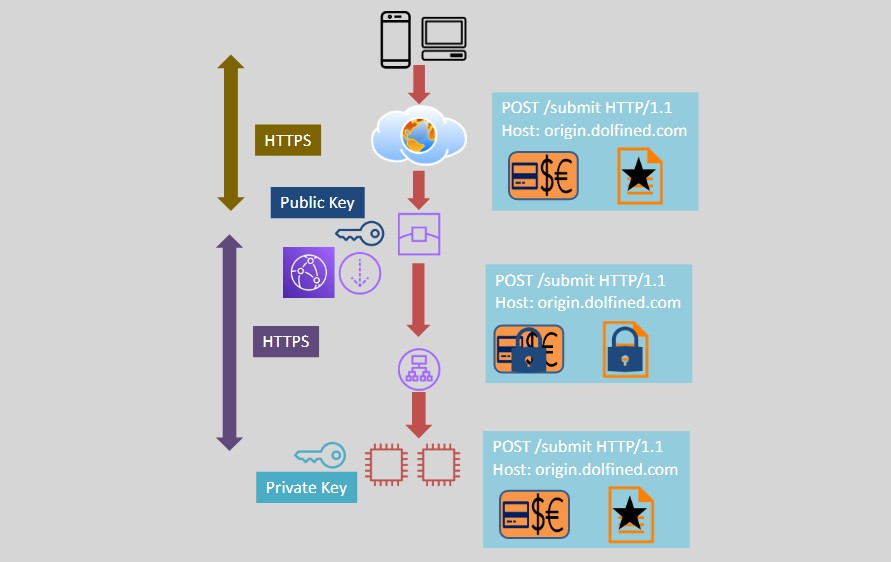 POST /submit HTTP/1.1
Host: origin.dolfined.com
$€
HTTPS
Public Key
POST /submit HTTP/1.1
Host: origin.dolfined.com
$€
HTTPS
POST /submit HTTP/1.1
Host: origin.dolfined.com
Private Key
$€